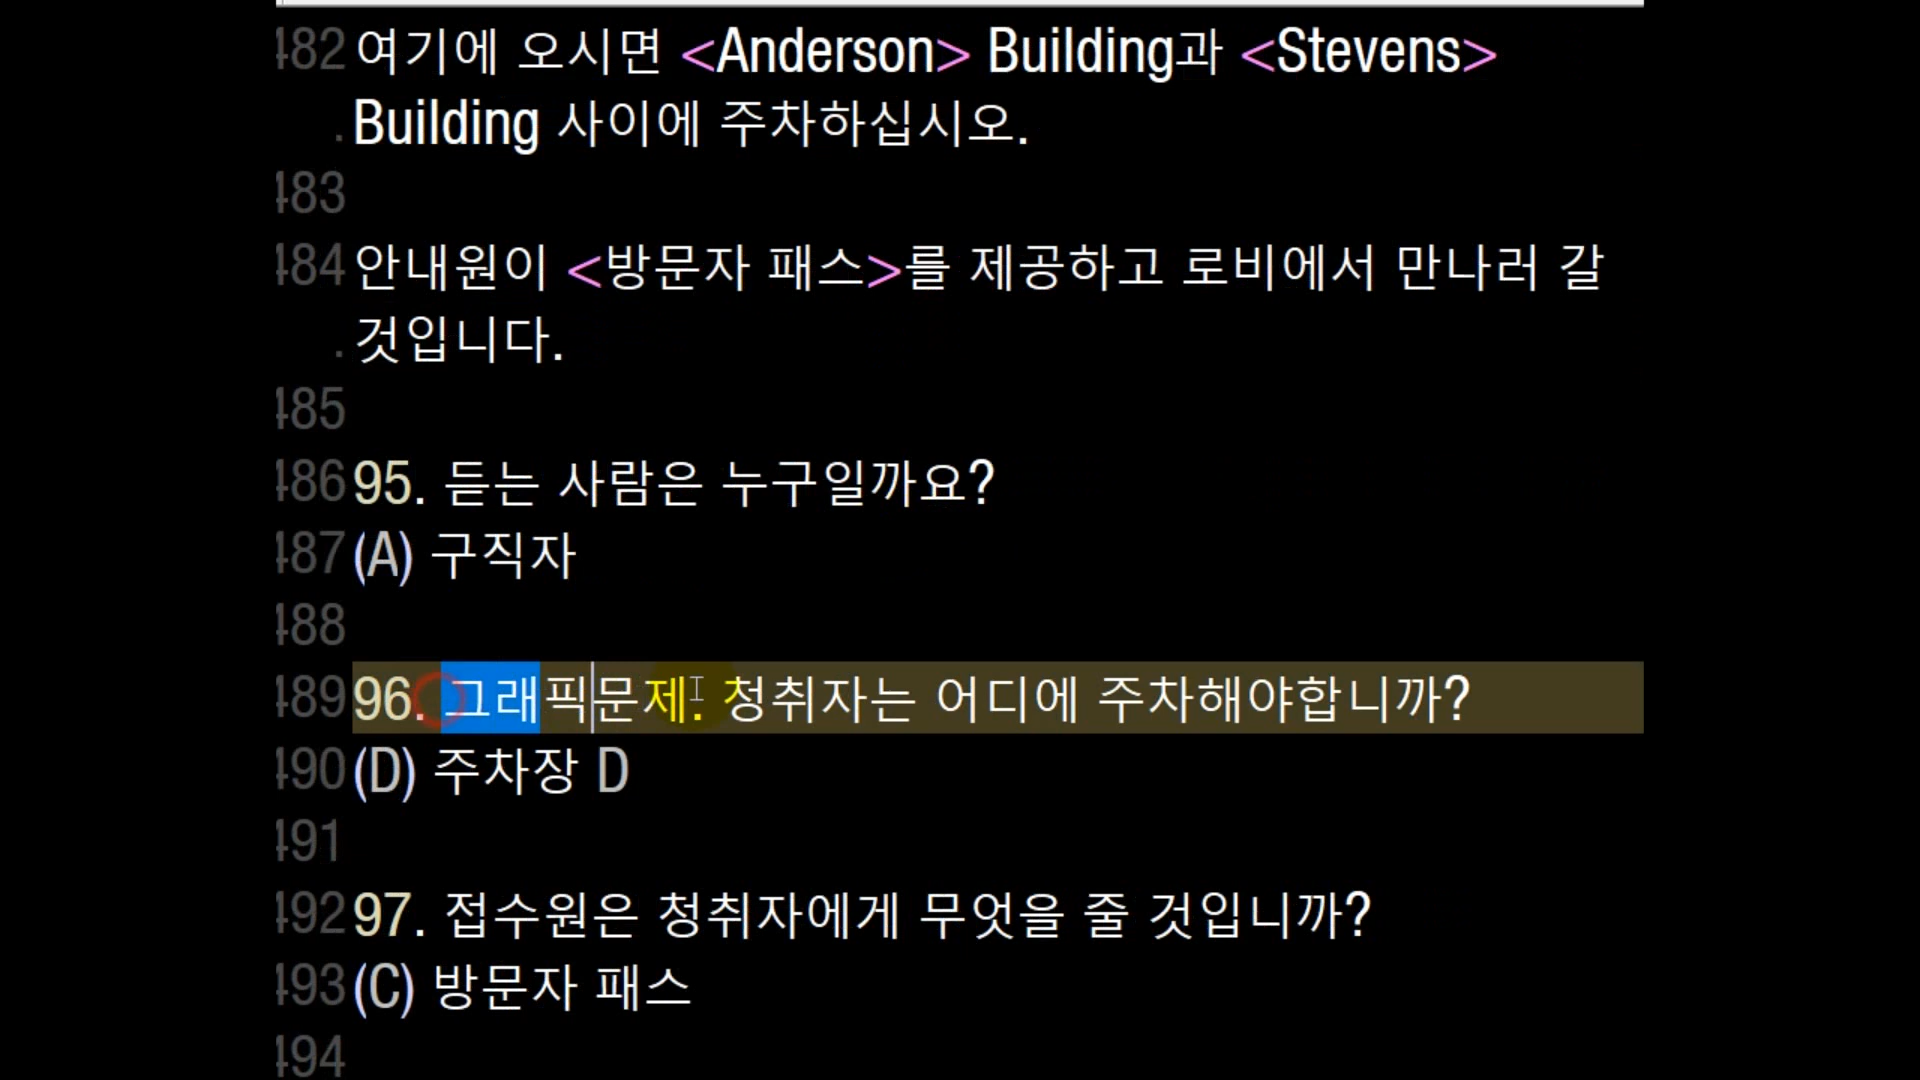 482 여기에 오시면 <Anderson> Building과 <Stevens>
. Building 사이에 주차하십시오.
483
484 안내원이 <방문자 패스>를 제공하고 로비에서 만나러 갈
. 것입니다.
485
486 95. 듣는 사람은 누구일까요?
487 (A) 구직자
488
489 96. 그래픽문제. 청취자는 어디에 주차해야합니까?
490 (D) 주차장 D
491
492 97. 접수원은 청취자에게 무엇을 줄 것입니까?
493 (C) 방문자 패스
494